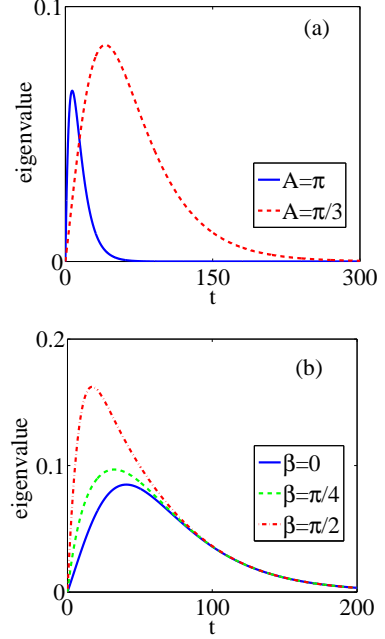 0.1
(a)
eigenvalue
A=π
A=π/3
0
0
150
300
t
0.2
(b)
eigenvalue
0.1
β=0
β=π/4
β=π/2
0
0
100
200
t